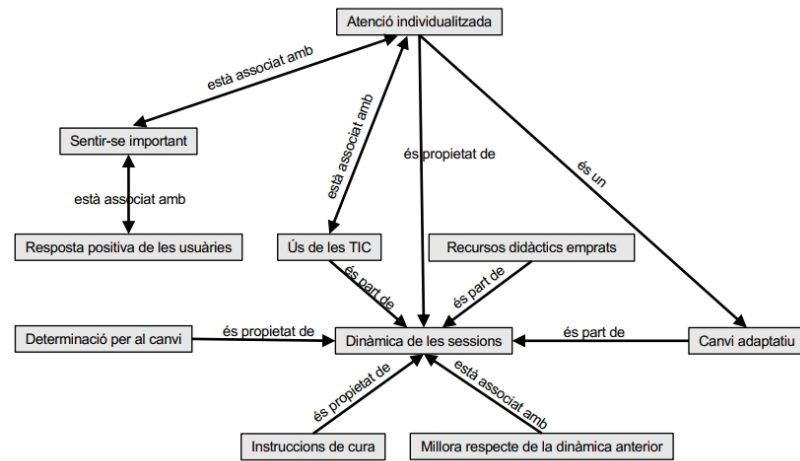 Atenció individualitzada
està associat amb
Sentir-se important
està associat amb
és propietat de
és un
està associat amb
Resposta positiva de les usuàries
Ús de les TIC
Recursos didàctics emprats
és part de
és part de
Determinació per al canvi
és propietat de
Dinàmica de les sessions
és part de
Canvi adaptatiu
és propietat de
està associat amb
Instruccions de cura
Millora respecte de la dinàmica anterior